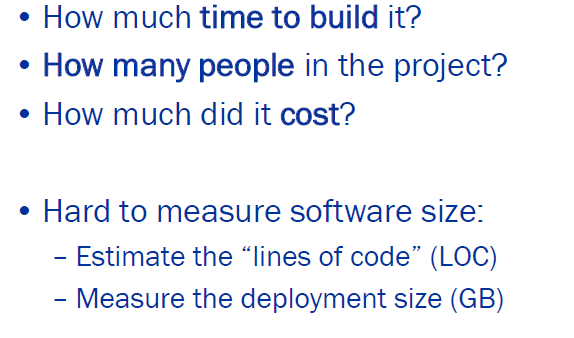 • How much time to build it?
• How many people in the project?
• How much did it cost?
• Hard to measure software size:
– Estimate the “lines of code” (LOC)
– Measure the deployment size (GB)